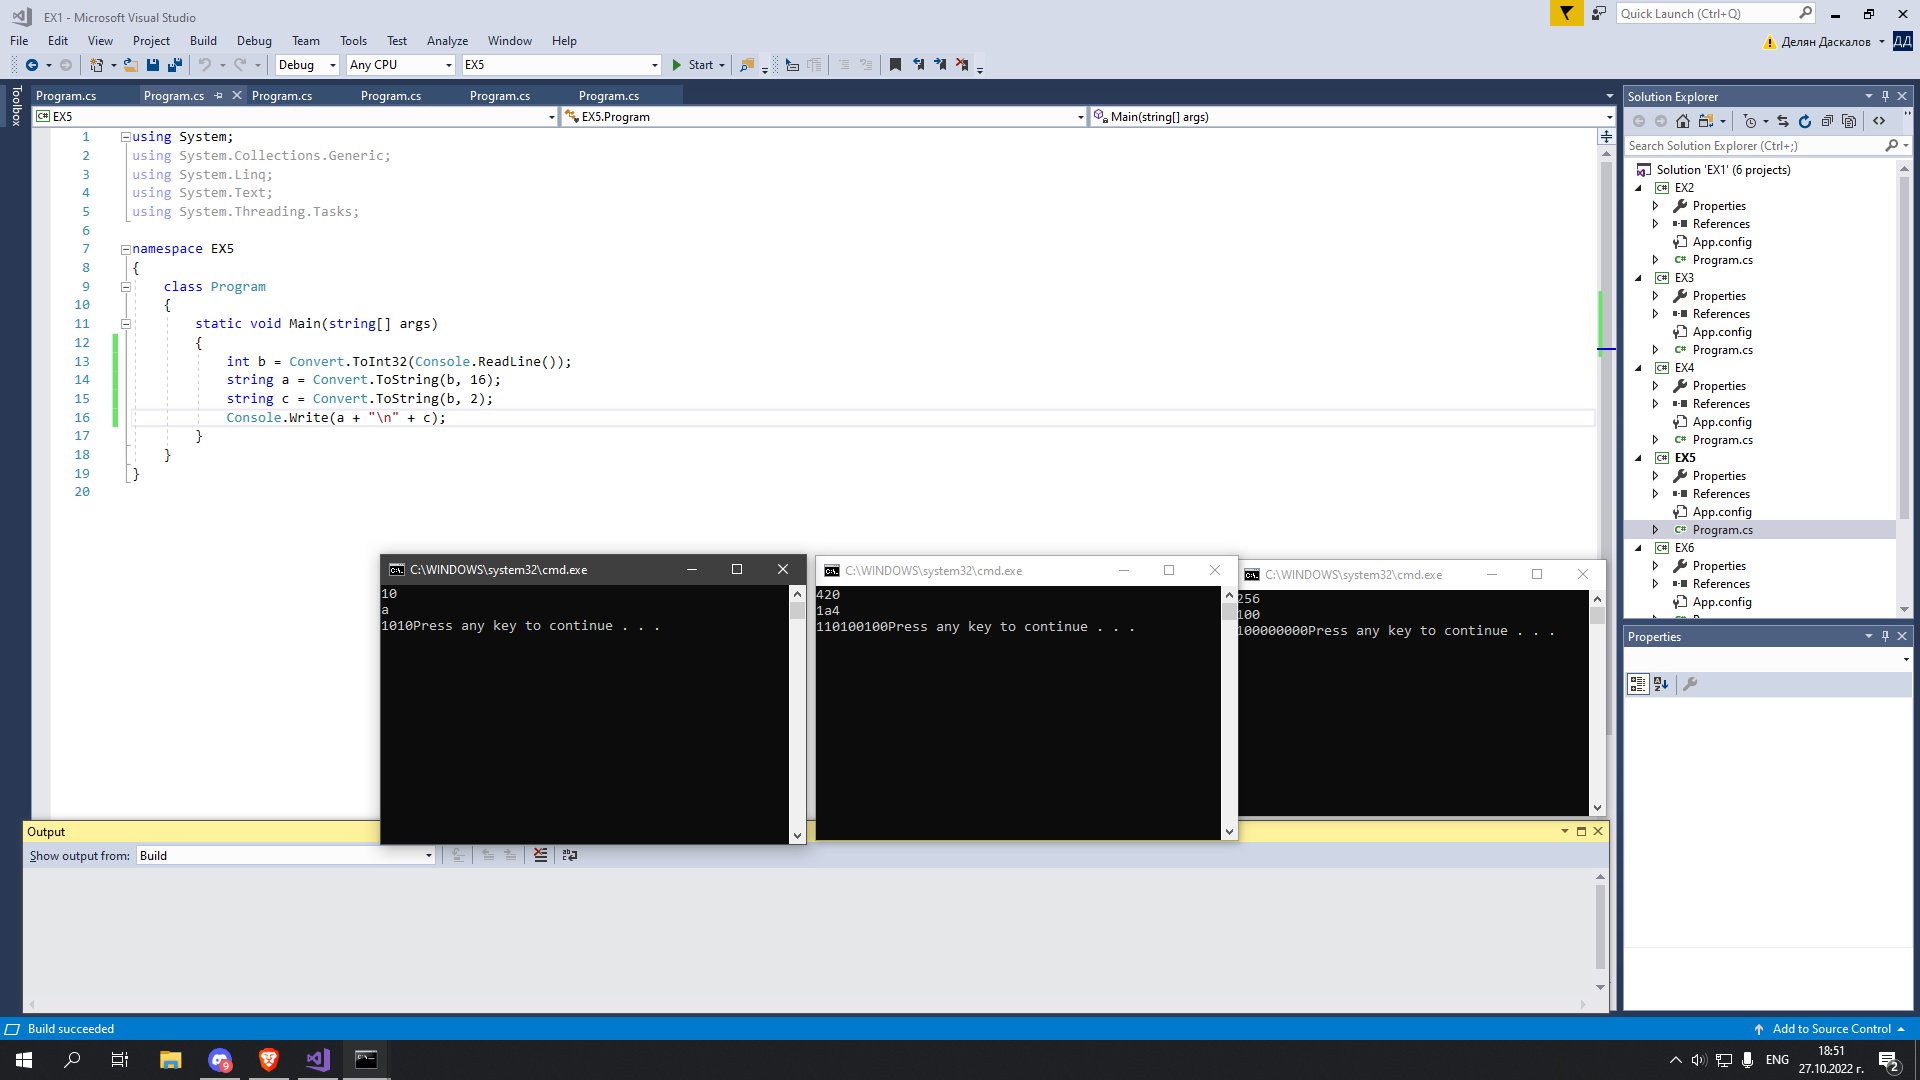 EX1 - Microsoft Visual Studio
Quick Launch (Ctrl+Q)
File Edit View Project Build Debug Team Tools Test Analyze Window Help
Делян Даскалов ДД
Debug Any CPU EX5 Start
Toolbox
Program.cs Program.cs Program.cs Program.cs Program.cs Program.cs
C# EX5 EX5.Program Main(string[] args)
1 using System;
2 using System.Collections.Generic;
3 using System.Linq;
4 using System.Text;
5 using System.Threading.Tasks;
6
7 namespace EX5
8 {
9 class Program
10 {
11 static void Main(string[] args)
12 {
13 int b = Convert.ToInt32(Console.ReadLine());
14 string a = Convert.ToString(b, 16);
15 string c = Convert.ToString(b, 2);
16 Console.Write(a + "\n" + c);
17 }
18 }
19 }
20
C:\WINDOWS\system32\cmd.exe
10
a
1010Press any key to continue . . .
C:\WINDOWS\system32\cmd.exe
420
1a4
110100100Press any key to continue . . .
C:\WINDOWS\system32\cmd.exe
256
100
100000000Press any key to continue . . .
Output
Show output from: Build
Solution Explorer
Search Solution Explorer (Ctrl+;)
Solution 'EX1' (6 projects)
C# EX2
Properties
References
App.config
C# Program.cs
C# EX3
Properties
References
App.config
C# Program.cs
C# EX4
Properties
References
App.config
C# Program.cs
C# EX5
Properties
References
App.config
C# Program.cs
C# EX6
Properties
References
App.config
Properties
Build succeeded
Add to Source Control
9
ENG
18:51
27.10.2022 г.
2